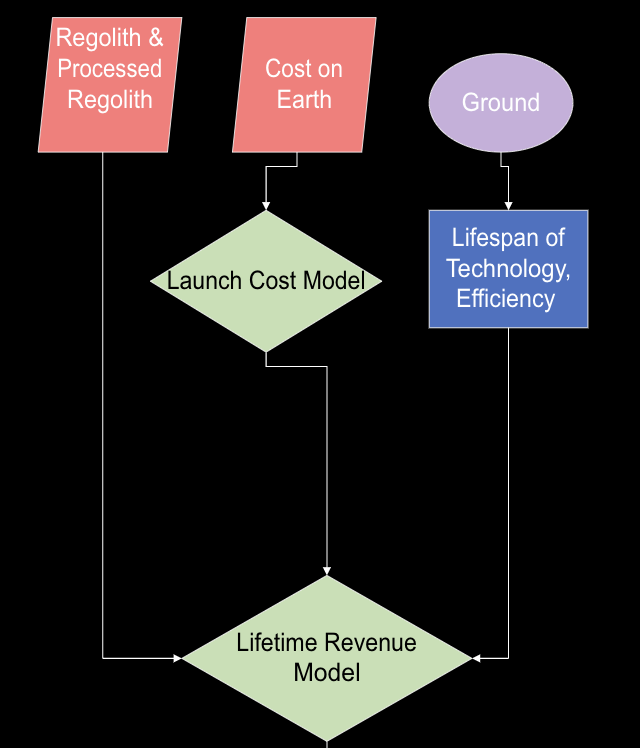 Regolith &
Processed
Regolith
Cost on
Earth
Ground
Launch Cost Model
Lifespan of
Technology,
Efficiency
Lifetime Revenue
Model